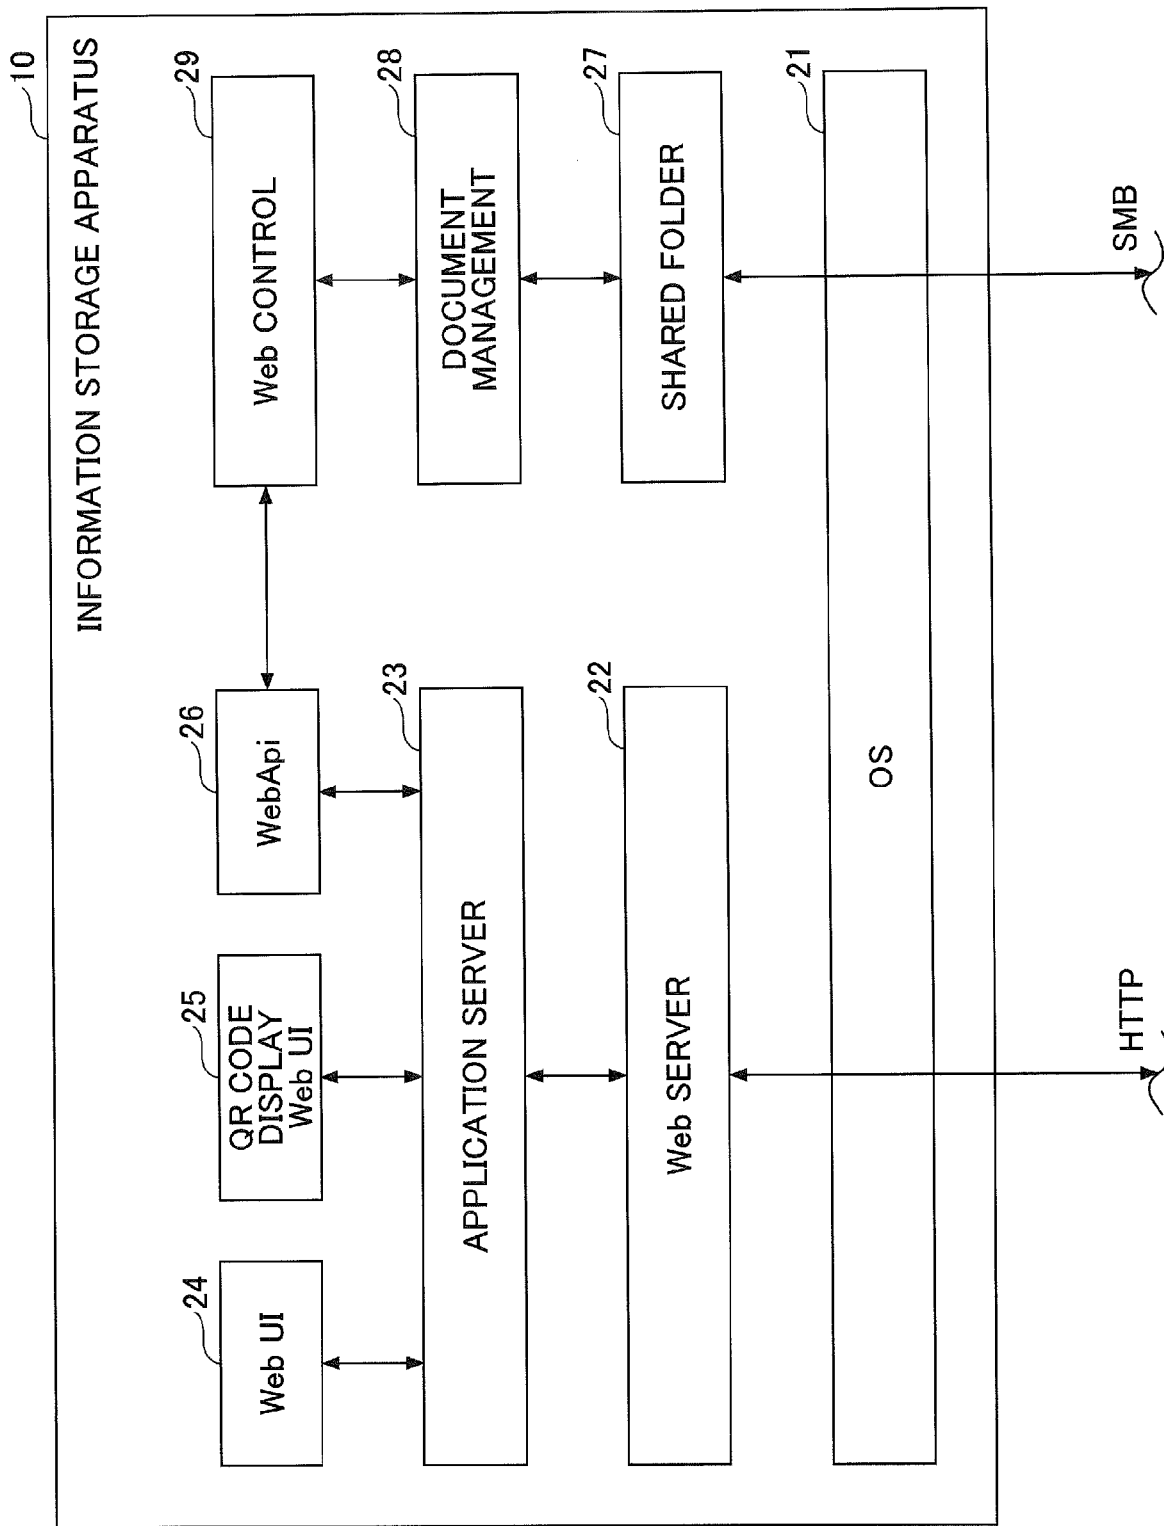 10
INFORMATION STORAGE APPARATUS
24
Web UI
25
QR CODE
DISPLAY
Web UI
26
WebApi
29
Web CONTROL
23
APPLICATION SERVER
28
DOCUMENT
MANAGEMENT
22
Web SERVER
27
SHARED FOLDER
21
OS
HTTP
SMB